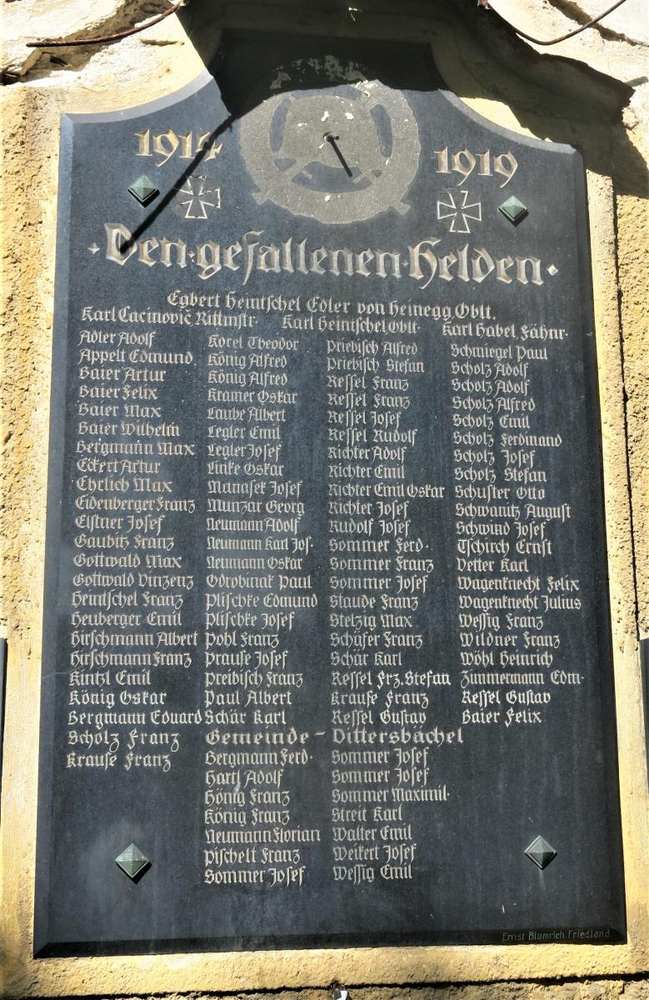 1914 1919
Den gefallenen Helden
Egbert Heintschel Edler von Heinegg Oblt.
Karl Cacinovič Rittmstr. Karl Heintschel Oblt. Karl Habel Fähnr.
Adler Adolf
Appelt Edmund
Baier Artur
Baier Felix
Baier Max
Baier Wilhelm
Bergmann Max
Eckert Artur
Ehrlich Max
Eidenberger Franz
Elstner Josef
Gaubitz Franz
Gottwald Max
Gottwald Vinzenz
Heintschel Franz
Heuberger Emil
Hirschmann Albert
Hirschmann Franz
Kintzl Emil
König Oskar
Bergmann Eduard
Scholz Franz
Krause Franz
Korel Theodor
König Alfred
König Alfred
Kramer Oskar
Laube Albert
Legler Emil
Legler Josef
Linke Oskar
Manasek Josef
Munzar Georg
Neumann Adolf
Neumann Karl Jos.
Neumann Oskar
Odrobinak Paul
Plischke Edmund
Plischke Josef
Pohl Franz
Prause Josef
Preibisch Franz
Paul Albert
Schär Karl
Priebisch Alfred
Priebisch Stefan
Ressel Franz
Ressel Franz
Ressel Josef
Ressel Rudolf
Richter Adolf
Richter Emil
Richter Emil Oskar
Richter Josef
Rudolf Josef
Sommer Ferd.
Sommer Franz
Sommer Josef
Staude Franz
Stelzig Max
Schäfer Franz
Schär Karl
Ressel Frz. Stefan
Krause Franz
Ressel Gustav
Schmiegel Paul
Scholz Adolf
Scholz Adolf
Scholz Alfred
Scholz Emil
Scholz Ferdinand
Scholz Josef
Scholz Stefan
Schuster Otto
Schwanitz August
Schwind Josef
Tschirch Ernst
Vetter Karl
Wagenknecht Felix
Wagenknecht Julius
Wessig Franz
Wildner Franz
Wöhl Heinrich
Zimmermann Edm.
Ressel Gustav
Baier Felix
Gemeinde - Dittersbächel
Bergmann Ferd.
Hartl Adolf
Hönig Franz
König Franz
Neumann Florian
Pischelt Franz
Sommer Josef
Sommer Josef
Sommer Josef
Sommer Maximil.
Streit Karl
Walter Emil
Weikert Josef
Wessig Emil
Ernst Blumrich Friedland